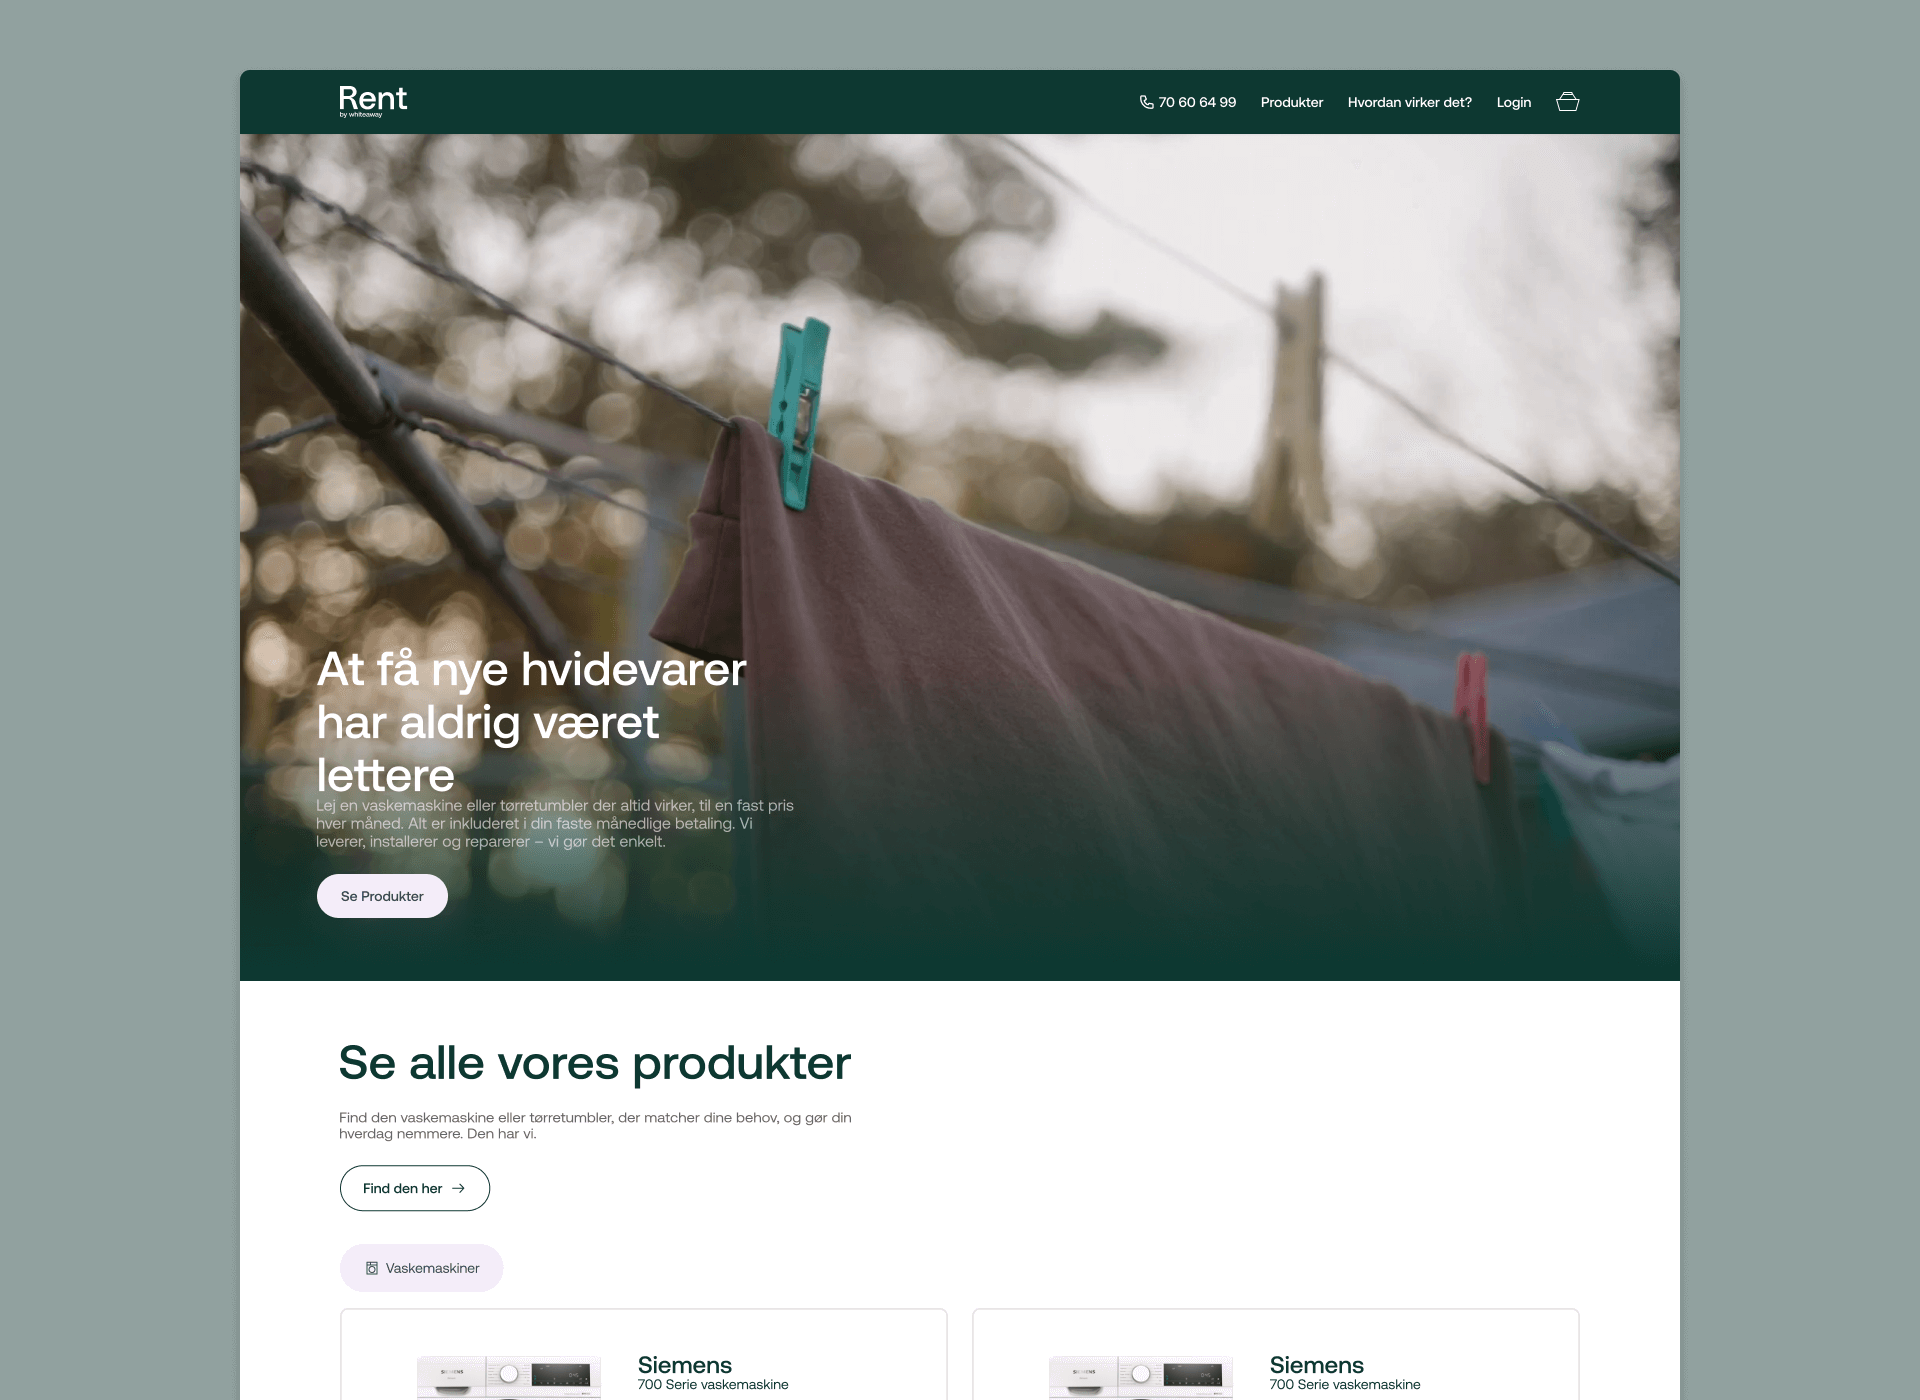 Rent
by whiteaway
70 60 64 99
Produkter
Hvordan virker det?
Login
At få nye hvidevarer
har aldrig været
lettere
Lej en vaskemaskine eller tørretumbler der altid virker, til en fast pris
hver måned. Alt er inkluderet i din faste månedlige betaling. Vi
leverer, installerer og reparerer – vi gør det enkelt.
Se Produkter
Se alle vores produkter
Find den vaskemaskine eller tørretumbler, der matcher dine behov, og gør din
hverdag nemmere. Den har vi.
Find den her
Vaskemaskiner
SIEMENS
Siemens
700 Serie vaskemaskine
SIEMENS
Siemens
700 Serie vaskemaskine